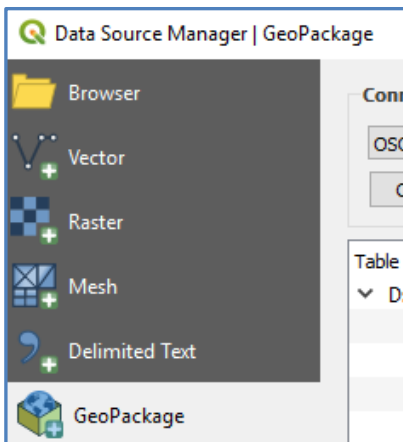 Data Source Manager | GeoPackage
Browser
Vector
Raster
Mesh
Delimited Text
GeoPackage
Table